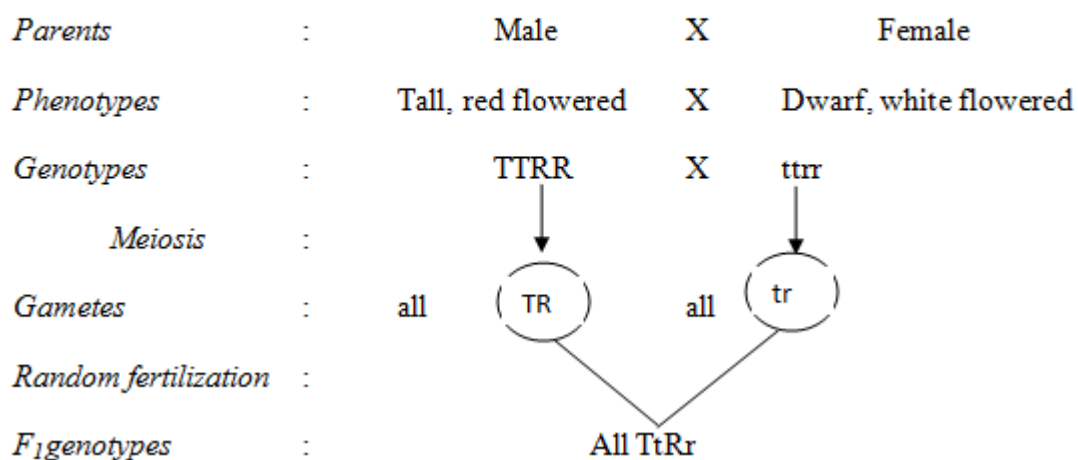 Parents : Male X Female
Phenotypes : Tall, red flowered X Dwarf, white flowered
Genotypes : TTRR X ttrr
Meiosis :
Gametes : all TR all tr
Random fertilization :
F1genotypes : All TtRr